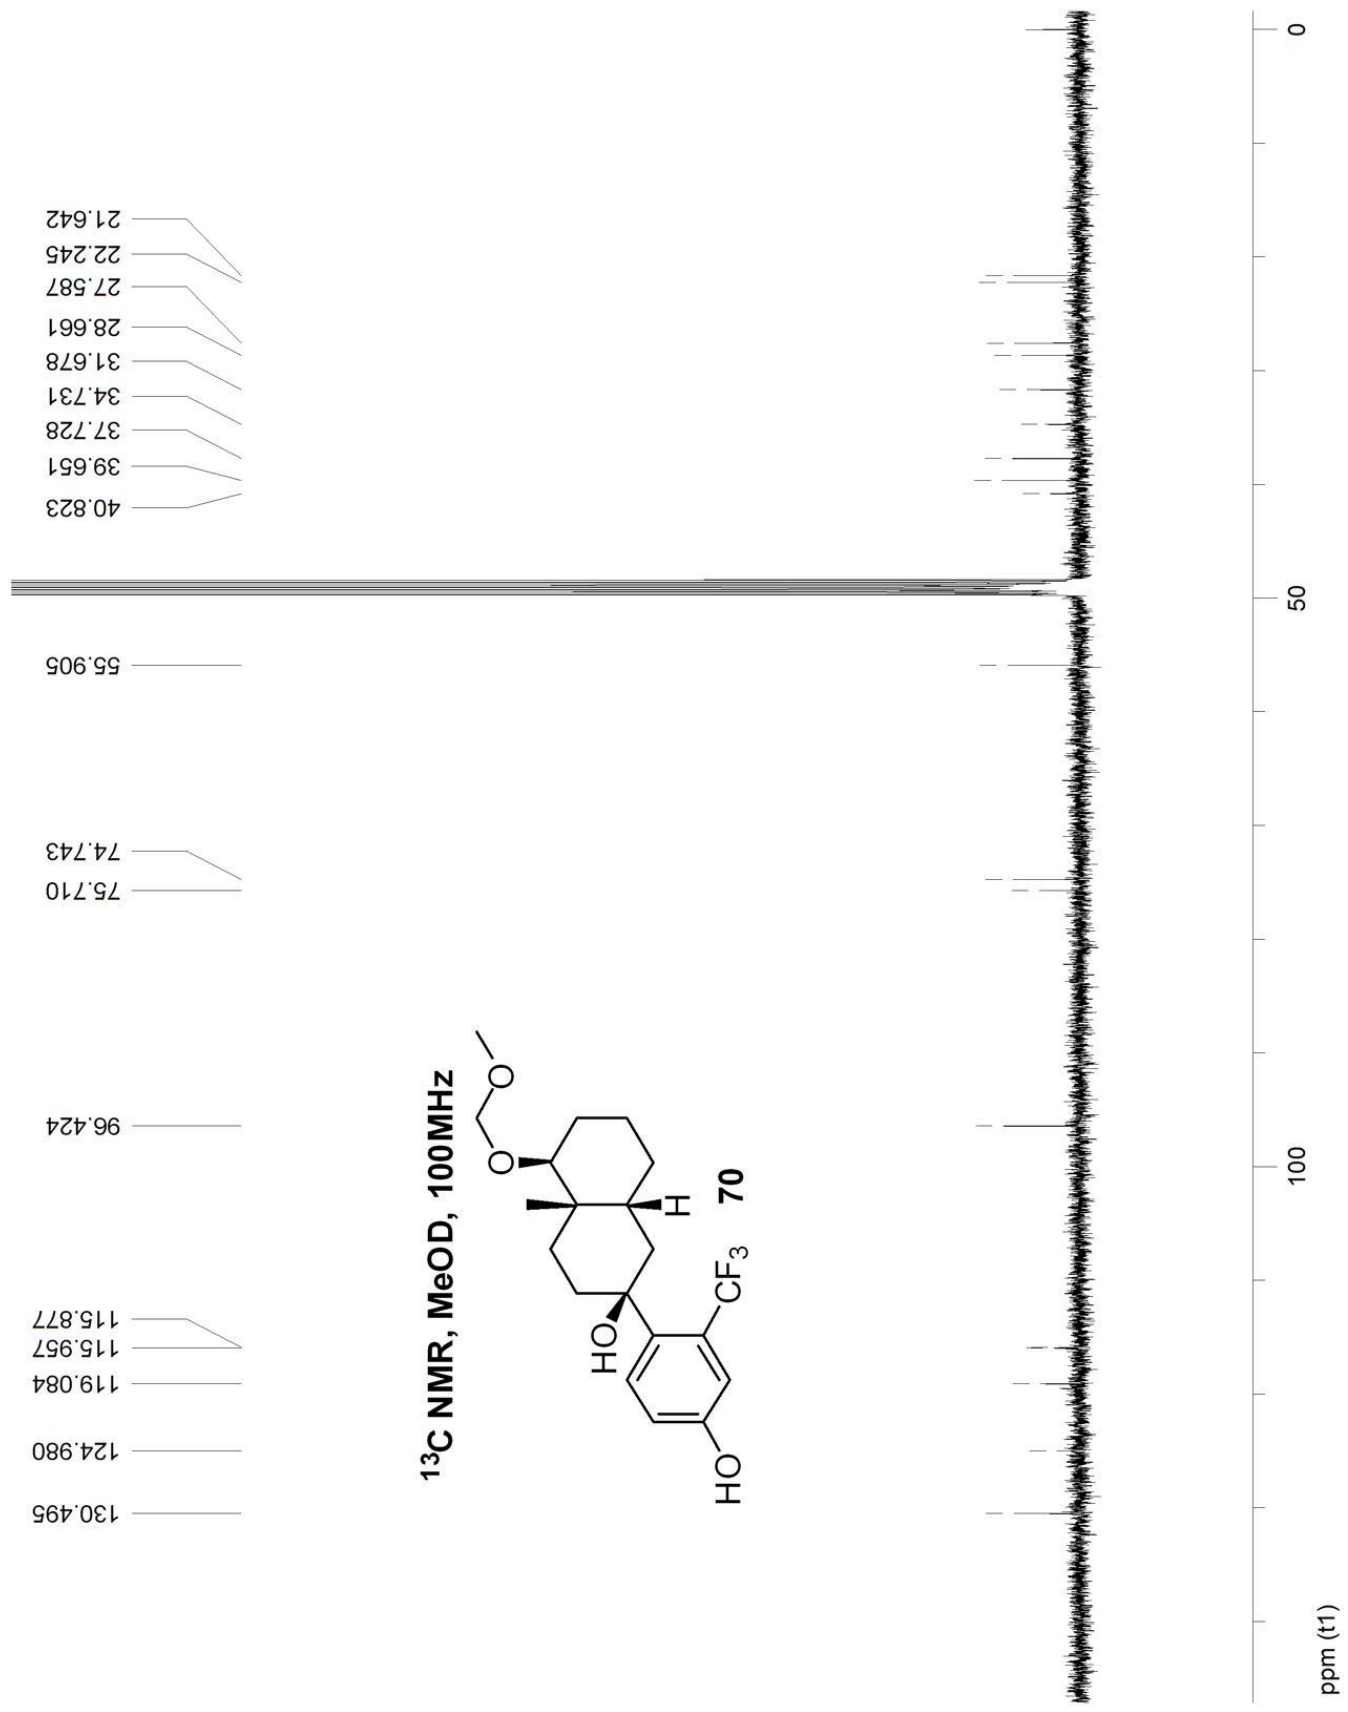 130.495
124.980
119.084
115.957
115.877
96.424
75.710
74.743
55.905
40.823
39.651
37.728
34.731
31.678
28.661
27.587
22.245
21.642
¹³C NMR, MeOD, 100MHz
O
O
HO
H
70
CF₃
HO
100
50
0
ppm (t1)